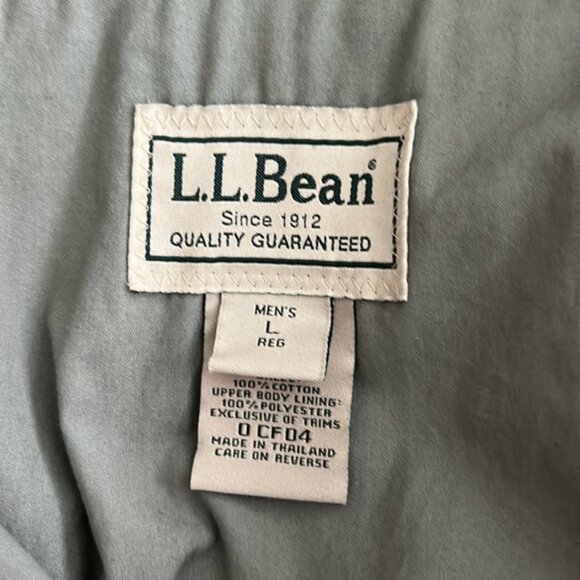 L.L.Bean®
Since 1912
QUALITY GUARANTEED
MEN'S
L
REG
100% COTTON
UPPER BODY LINING:
100% POLYESTER
EXCLUSIVE OF TRIMS
0 CF04
MADE IN THAILAND
CARE ON REVERSE